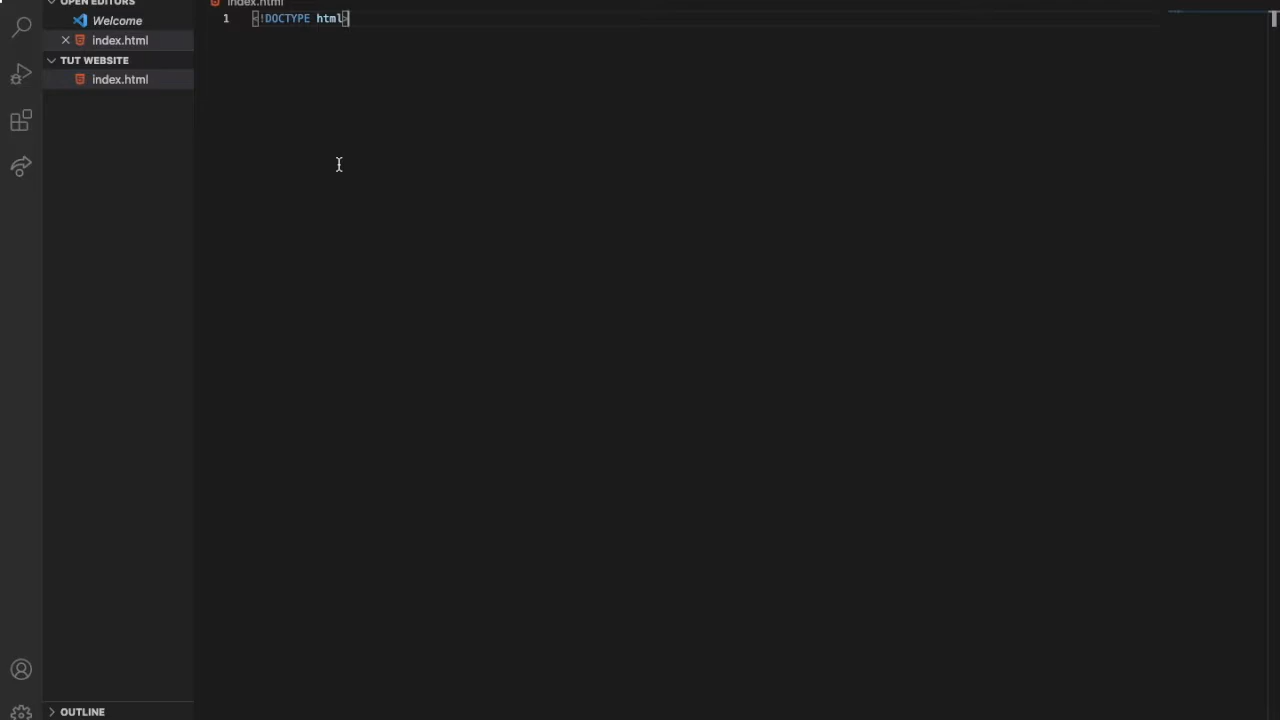 OPEN EDITORS
Welcome
index.html
TUT WEBSITE
index.html
OUTLINE
index.html
1 <!DOCTYPE html>